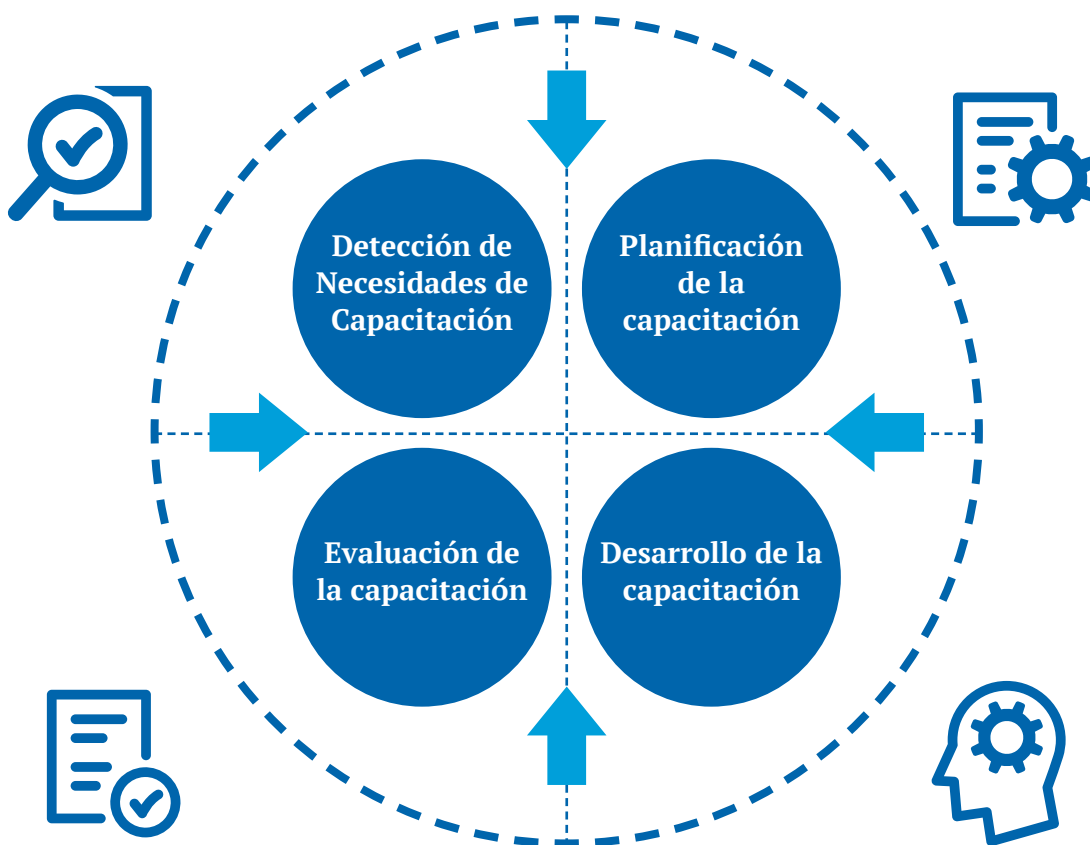 Detección de
Necesidades de
Capacitación
Planificación
de la
capacitación
Evaluación de
la capacitación
Desarrollo de la
capacitación